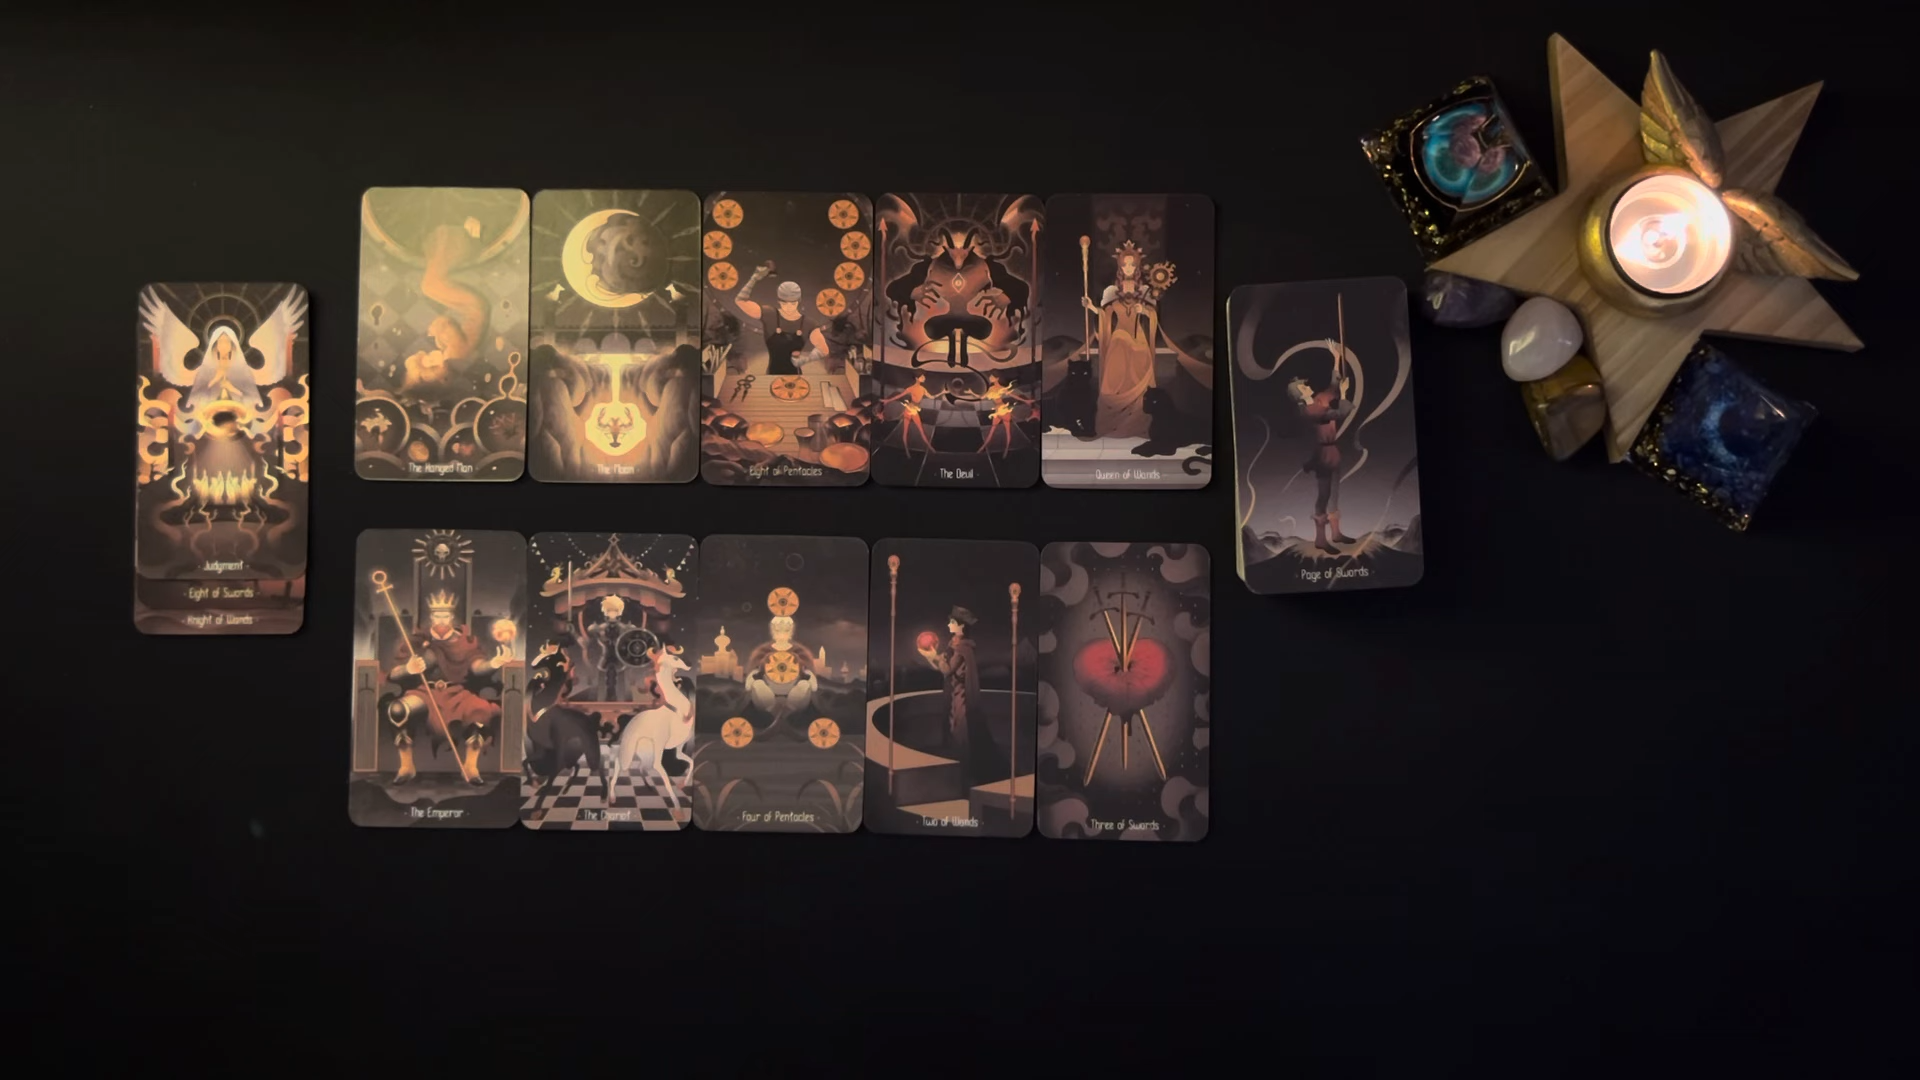 Judgment
Eight of Swords
Knight of Wands
The Hanged Man
The Moon
Eight of Pentacles
The Devil
Queen of Wands
The Emperor
The Chariot
Four of Pentacles
Two of Wands
Three of Swords
Page of Swords